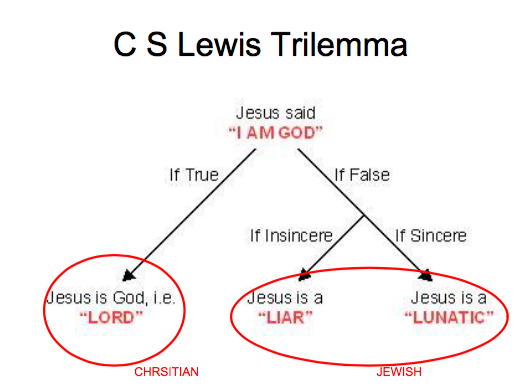 C S Lewis Trilemma
Jesus said
“I AM GOD”
If True
If False
If Insincere
If Sincere
Jesus is God, i.e.
“LORD”
Jesus is a
“LIAR”
Jesus is a
“LUNATIC”
CHRSITIAN
JEWISH